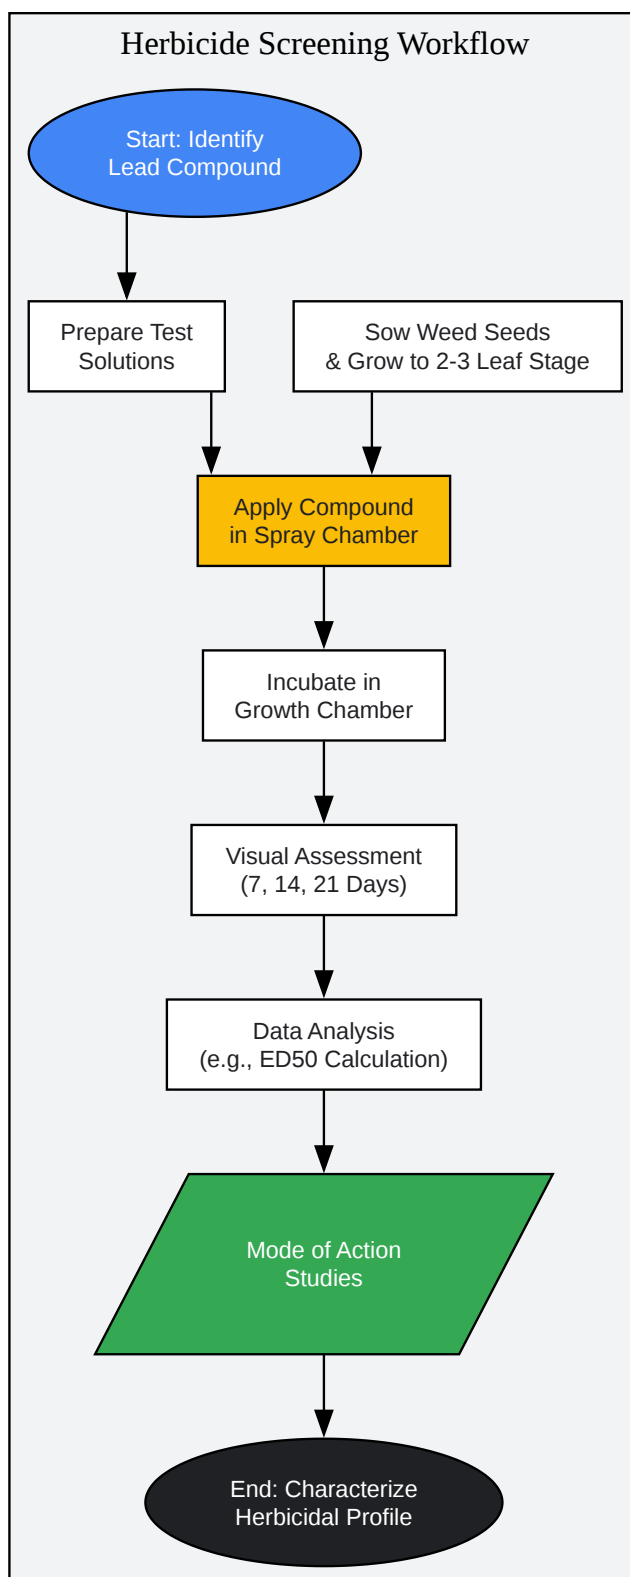 Herbicide Screening Workflow
Start: Identify
Lead Compound
Prepare Test
Solutions
Sow Weed Seeds
& Grow to 2-3 Leaf Stage
Apply Compound
in Spray Chamber
Incubate in
Growth Chamber
Visual Assessment
(7, 14, 21 Days)
Data Analysis
(e.g., ED50 Calculation)
Mode of Action
Studies
End: Characterize
Herbicidal Profile